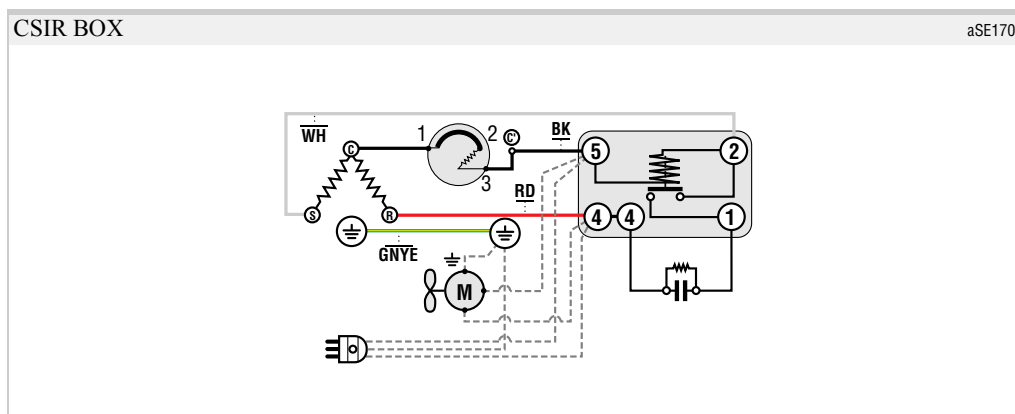 CSIR BOX aSE170
WH 1 2 C' BK 5 2
C 3
RD
S R 4 4 1
GNYE
M